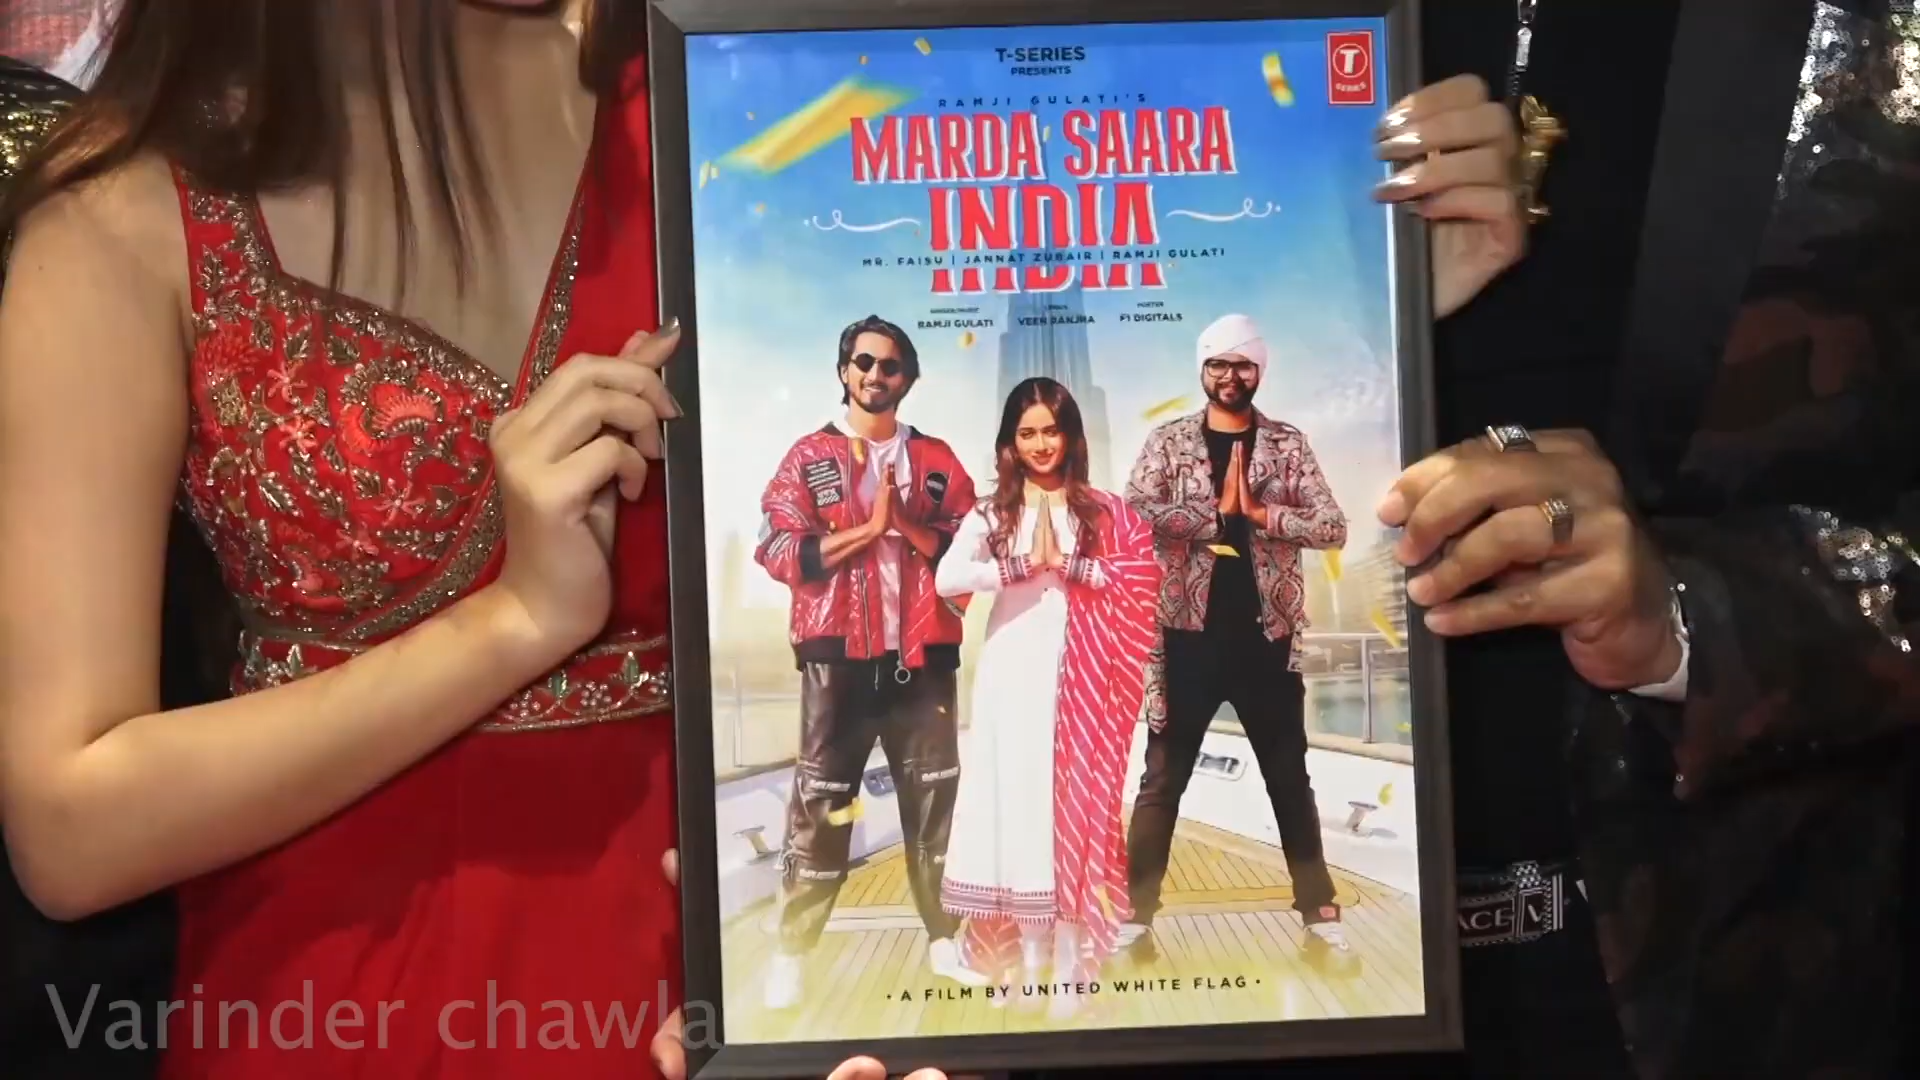 T-SERIES
PRESENTS
T
SERIES
RAMJI GULATI'S
MARDA SAARA
INDIA
MR. FAISU | JANNAT ZUBAIR | RAMJI GULATI
RAMJI GULATI
VEEN RANJHA
F1 DIGITALS
• A FILM BY UNITED WHITE FLAG •
Varinder chawla